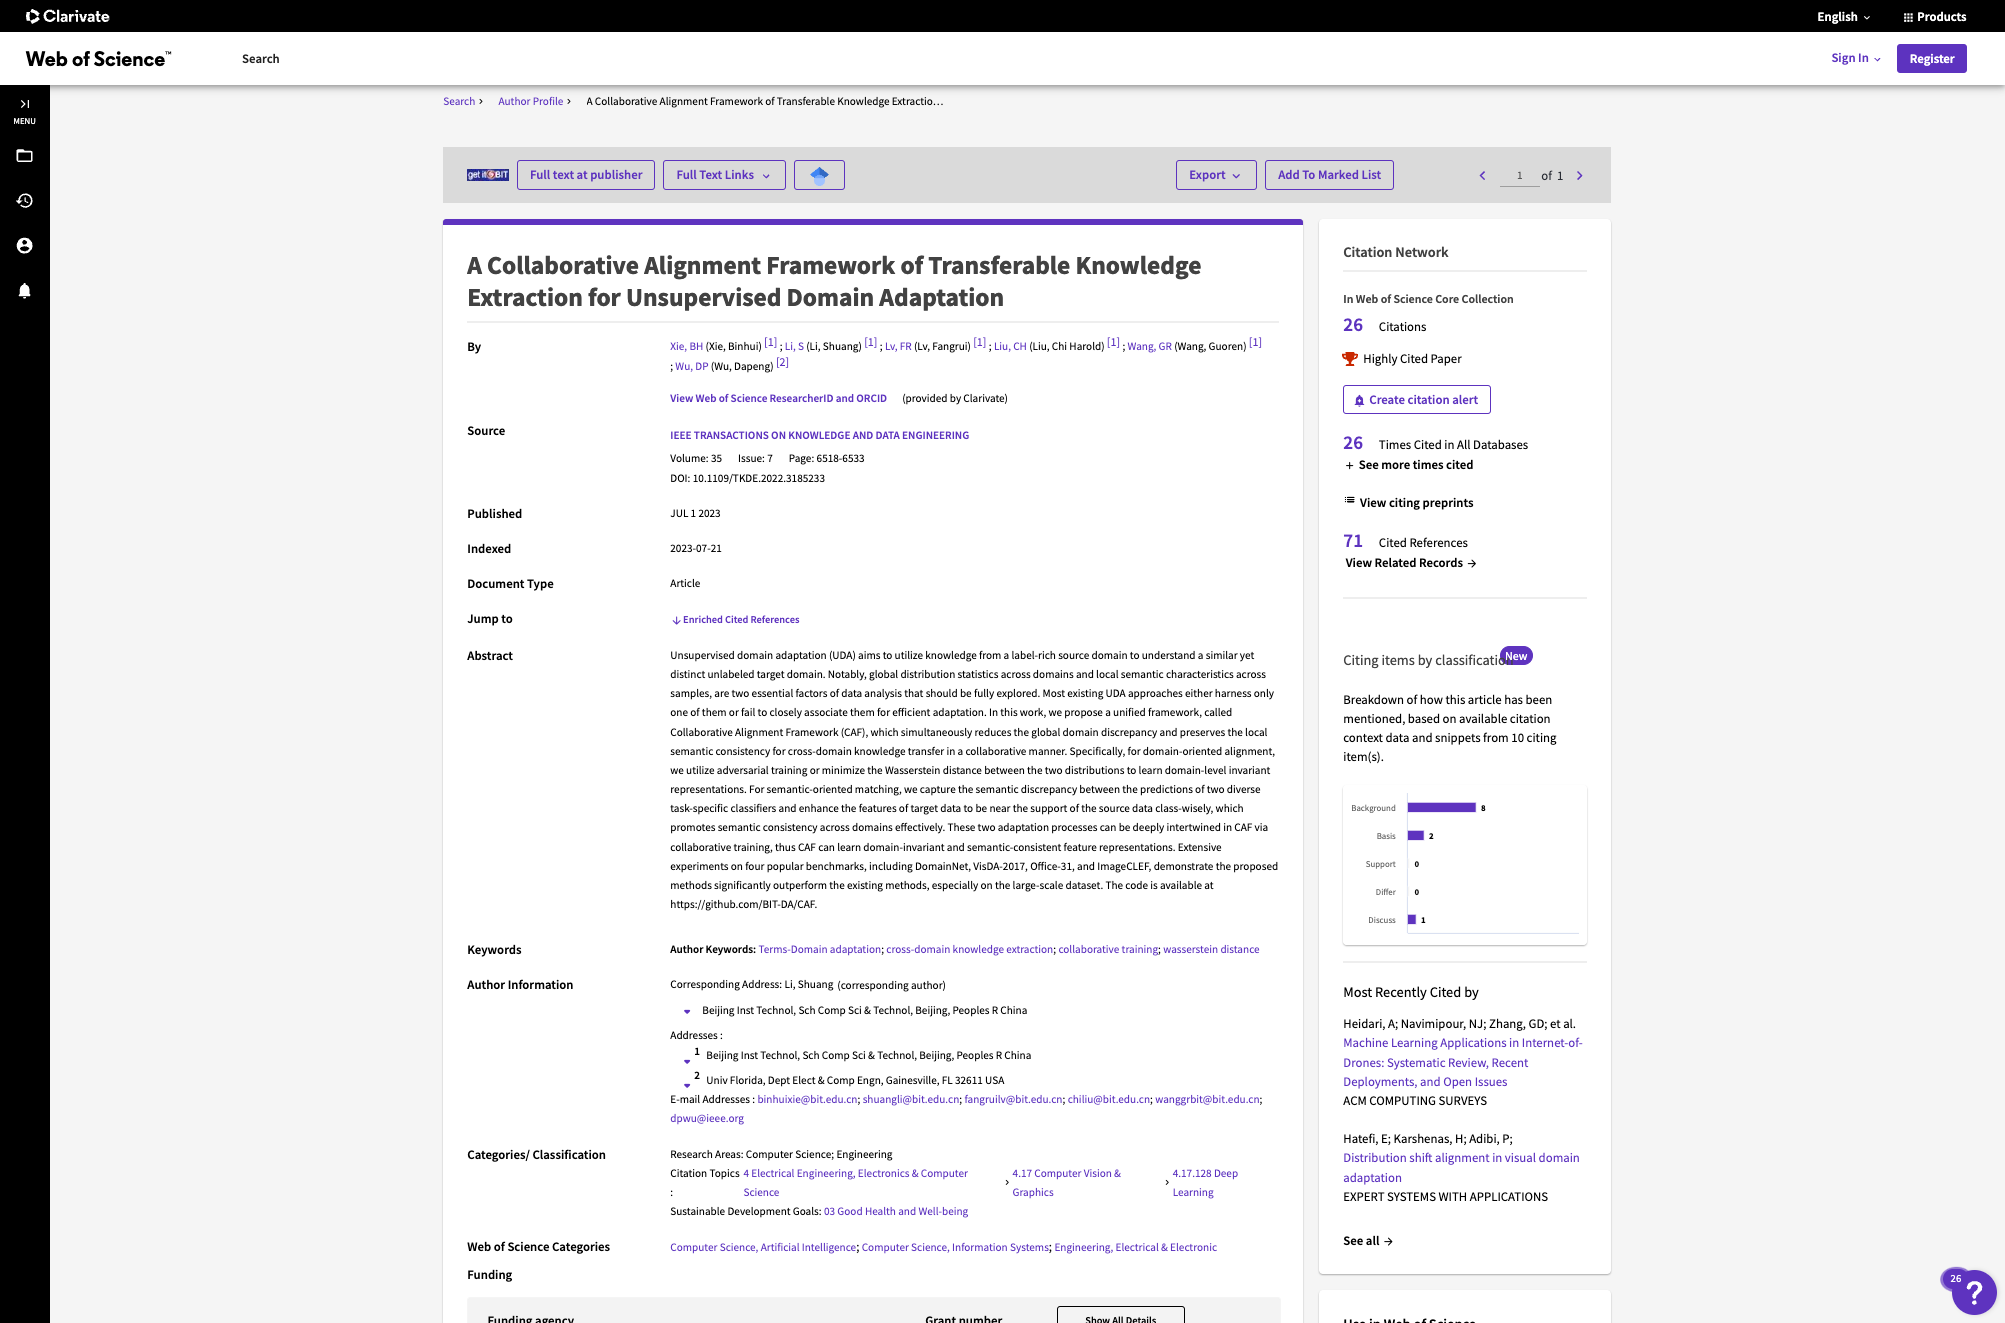 Clarivate
English
Products
Web of Science™
Search
Sign In
Register
MENU
Search › Author Profile › A Collaborative Alignment Framework of Transferable Knowledge Extractio...
get it@BIT
Full text at publisher
Full Text Links
Export
Add To Marked List
1 of 1
A Collaborative Alignment Framework of Transferable Knowledge
Extraction for Unsupervised Domain Adaptation
By
Xie, BH (Xie, Binhui) [1] ; Li, S (Li, Shuang) [1] ; Lv, FR (Lv, Fangrui) [1] ; Liu, CH (Liu, Chi Harold) [1] ; Wang, GR (Wang, Guoren) [1]
; Wu, DP (Wu, Dapeng) [2]
View Web of Science ResearcherID and ORCID (provided by Clarivate)
Source
IEEE TRANSACTIONS ON KNOWLEDGE AND DATA ENGINEERING
Volume: 35 Issue: 7 Page: 6518-6533
DOI: 10.1109/TKDE.2022.3185233
Published
JUL 1 2023
Indexed
2023-07-21
Document Type
Article
Jump to
Enriched Cited References
Abstract
Unsupervised domain adaptation (UDA) aims to utilize knowledge from a label-rich source domain to understand a similar yet
distinct unlabeled target domain. Notably, global distribution statistics across domains and local semantic characteristics across
samples, are two essential factors of data analysis that should be fully explored. Most existing UDA approaches either harness only
one of them or fail to closely associate them for efficient adaptation. In this work, we propose a unified framework, called
Collaborative Alignment Framework (CAF), which simultaneously reduces the global domain discrepancy and preserves the local
semantic consistency for cross-domain knowledge transfer in a collaborative manner. Specifically, for domain-oriented alignment,
we utilize adversarial training or minimize the Wasserstein distance between the two distributions to learn domain-level invariant
representations. For semantic-oriented matching, we capture the semantic discrepancy between the predictions of two diverse
task-specific classifiers and enhance the features of target data to be near the support of the source data class-wisely, which
promotes semantic consistency across domains effectively. These two adaptation processes can be deeply intertwined in CAF via
collaborative training, thus CAF can learn domain-invariant and semantic-consistent feature representations. Extensive
experiments on four popular benchmarks, including DomainNet, VisDA-2017, Office-31, and ImageCLEF, demonstrate the proposed
methods significantly outperform the existing methods, especially on the large-scale dataset. The code is available at
https://github.com/BIT-DA/CAF.
Keywords
Author Keywords: Terms-Domain adaptation; cross-domain knowledge extraction; collaborative training; wasserstein distance
Author Information
Corresponding Address: Li, Shuang (corresponding author)
Beijing Inst Technol, Sch Comp Sci & Technol, Beijing, Peoples R China
Addresses :
1 Beijing Inst Technol, Sch Comp Sci & Technol, Beijing, Peoples R China
2 Univ Florida, Dept Elect & Comp Engn, Gainesville, FL 32611 USA
E-mail Addresses : binhuixie@bit.edu.cn; shuangli@bit.edu.cn; fangruilv@bit.edu.cn; chiliu@bit.edu.cn; wanggrbit@bit.edu.cn;
dpwu@ieee.org
Categories/ Classification
Research Areas: Computer Science; Engineering
Citation Topics
:
4 Electrical Engineering, Electronics & Computer
Science
› 4.17 Computer Vision &
Graphics
› 4.17.128 Deep
Learning
Sustainable Development Goals: 03 Good Health and Well-being
Web of Science Categories
Computer Science, Artificial Intelligence; Computer Science, Information Systems; Engineering, Electrical & Electronic
Funding
Funding agency
Grant number
Show All Details
Citation Network
In Web of Science Core Collection
26 Citations
Highly Cited Paper
Create citation alert
26 Times Cited in All Databases
+ See more times cited
View citing preprints
71 Cited References
View Related Records →
Citing items by classificatio
New
Breakdown of how this article has been
mentioned, based on available citation
context data and snippets from 10 citing
item(s).
Background 8
Basis 2
Support 0
Differ 0
Discuss 1
Most Recently Cited by
Heidari, A; Navimipour, NJ; Zhang, GD; et al.
Machine Learning Applications in Internet-of-
Drones: Systematic Review, Recent
Deployments, and Open Issues
ACM COMPUTING SURVEYS
Hatefi, E; Karshenas, H; Adibi, P;
Distribution shift alignment in visual domain
adaptation
EXPERT SYSTEMS WITH APPLICATIONS
See all →
26
?
Use in Web of Science